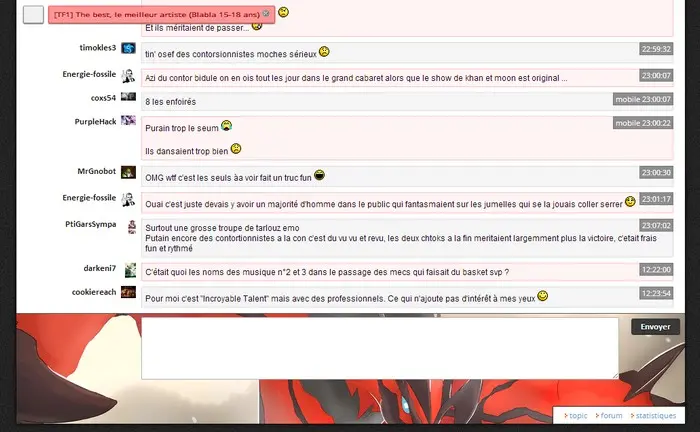 [TF1] The best, le meilleur artiste (Blabla 15-18 ans)
Et ils méritaient de passer...
timokles3
tin' osef des contorsionnistes moches sérieux
22:59:32
Energie-fossile
Azi du contor bidule on en ois tout les jour dans le grand cabaret alors que le show de khan et moon est original ...
23:00:07
coxs54
8 les enfoirés
mobile 23:00:07
PurpleHack
Purain trop le seum
mobile 23:00:22
Ils dansaient trop bien
MrGnobot
OMG wtf c'est les seuls àa voir fait un truc fun
23:00:30
Energie-fossile
Ouai c'est juste devais y avoir un majorité d'homme dans le public qui fantasmaient sur les jumelles qui se la jouais coller serrer
23:01:17
PtiGarsSympa
Surtout une grosse troupe de tarlouz emo
23:07:02
Putain encore des contortionnistes a la con c'est du vu et revu, les deux chtoks a la fin meritaient largemment plus la victoire, c'etait frais
fun et rythmé
darkeni7
C'était quoi les noms des musique n°2 et 3 dans le passage des mecs qui faisait du basket svp ?
12:22:00
cookiereach
Pour moi c'est "Incroyable Talent" mais avec des professionnels. Ce qui n'ajoute pas d'intérêt à mes yeux
12:23:54
Envoyer
topic
forum
statistiques